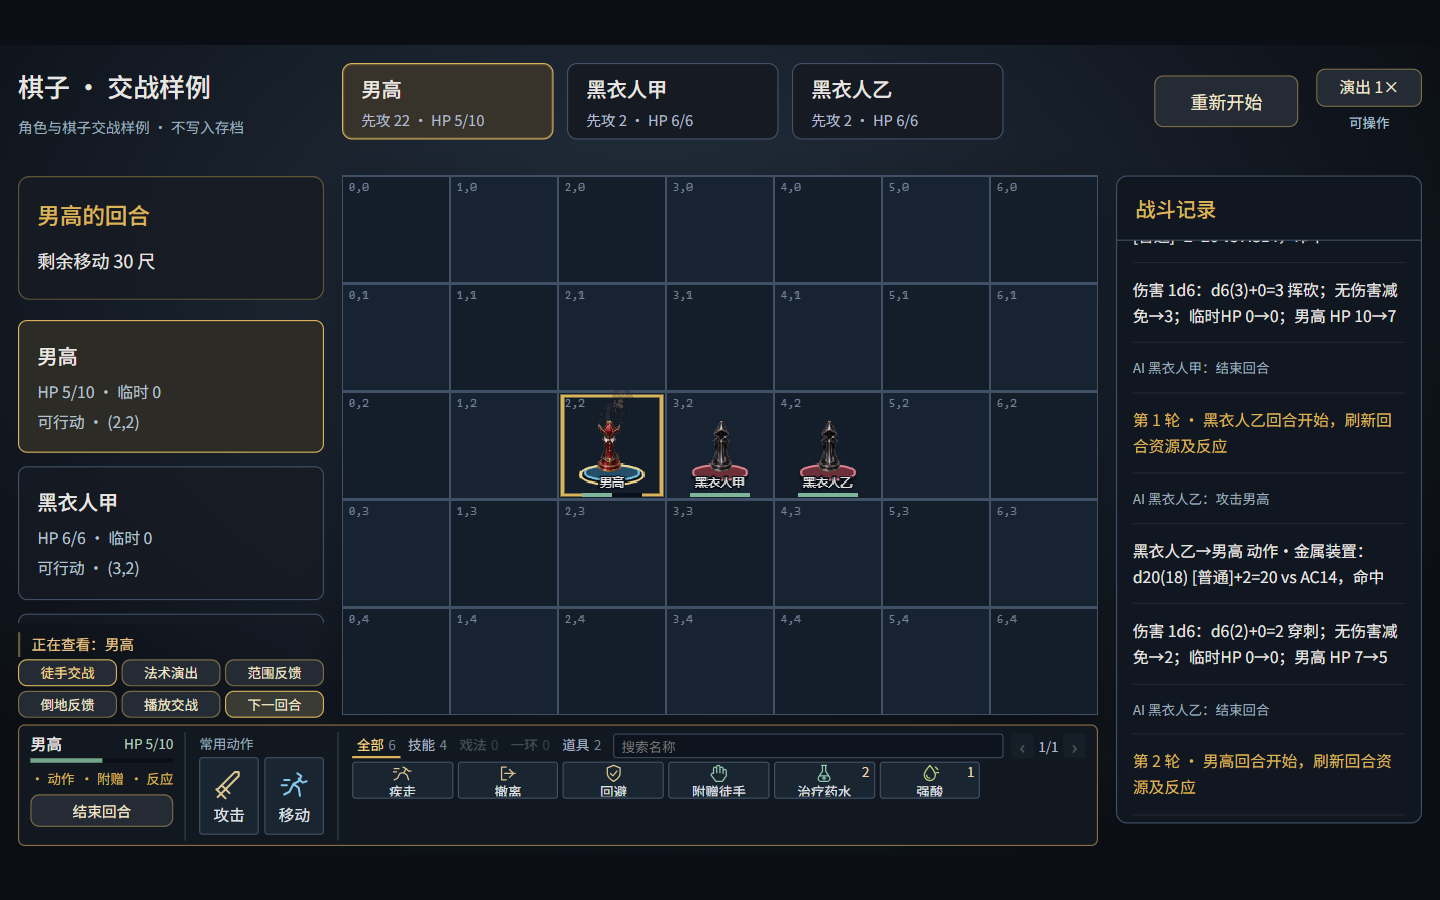 棋子 · 交战样例
角色与棋子交战样例 · 不写入存档
男高
先攻 22 · HP 5/10
黑衣人甲
先攻 2 · HP 6/6
黑衣人乙
先攻 2 · HP 6/6
重新开始
演出 1×
可操作
男高的回合
剩余移动 30 尺
男高
HP 5/10 · 临时 0
可行动 · (2,2)
黑衣人甲
HP 6/6 · 临时 0
可行动 · (3,2)
正在查看：男高
徒手交战
法术演出
范围反馈
倒地反馈
播放交战
下一回合
0,0
1,0
2,0
3,0
4,0
5,0
6,0
0,1
1,1
2,1
3,1
4,1
5,1
6,1
0,2
1,2
2,2
3,2
4,2
5,2
6,2
男高
黑衣人甲
黑衣人乙
0,3
1,3
2,3
3,3
4,3
5,3
6,3
0,4
1,4
2,4
3,4
4,4
5,4
6,4
战斗记录
伤害 1d6：d6(3)+0=3 挥砍；无伤害减
免→3；临时HP 0→0；男高 HP 10→7
AI 黑衣人甲：结束回合
第 1 轮 · 黑衣人乙回合开始，刷新回
合资源及反应
AI 黑衣人乙：攻击男高
黑衣人乙→男高 动作·金属装置：
d20(18) [普通]+2=20 vs AC14，命中
伤害 1d6：d6(2)+0=2 穿刺；无伤害减
免→2；临时HP 0→0；男高 HP 7→5
AI 黑衣人乙：结束回合
第 2 轮 · 男高回合开始，刷新回合资
源及反应
男高
HP 5/10
· 动作 · 附赠 · 反应
结束回合
常用动作
攻击
移动
全部 6
技能 4
戏法 0
一环 0
道具 2
搜索名称
‹ 1/1 ›
疾走
撤离
回避
附赠徒手
治疗药水
2
强酸
1